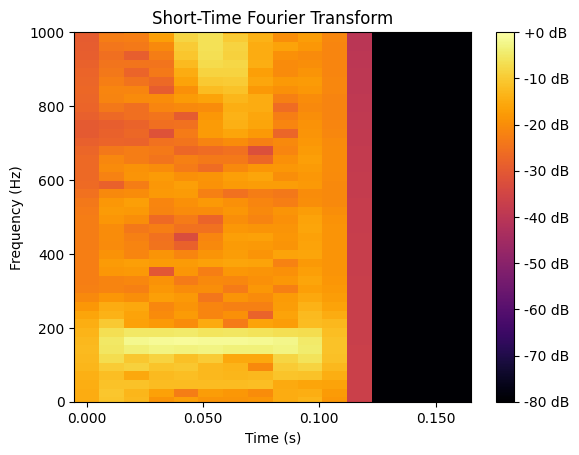 Short-Time Fourier Transform
1000
800
600
400
200
0
Frequency (Hz)
0.000
0.050
0.100
0.150
Time (s)
+0 dB
-10 dB
-20 dB
-30 dB
-40 dB
-50 dB
-60 dB
-70 dB
-80 dB